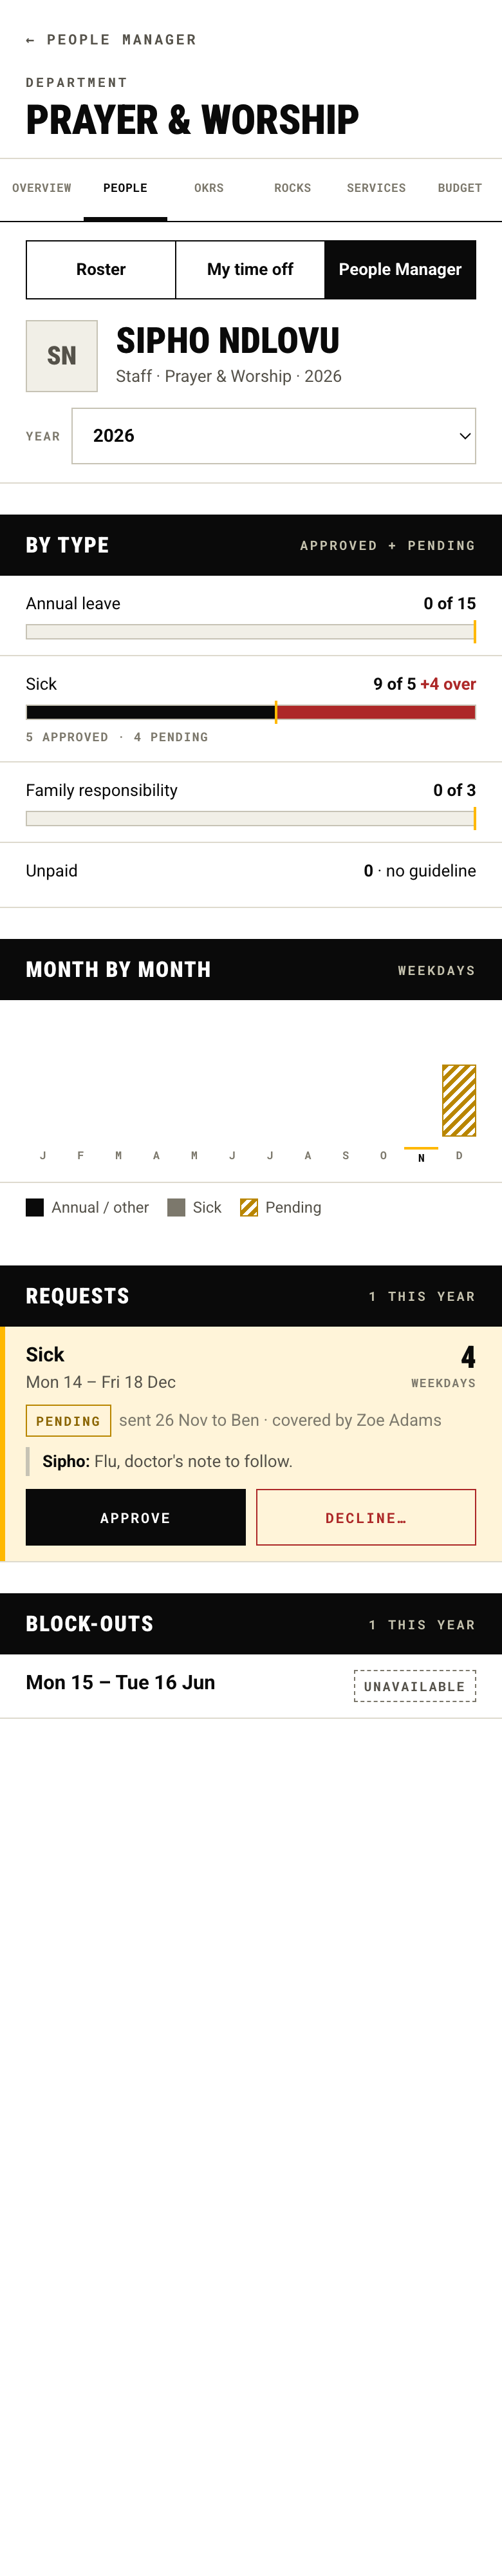 ← PEOPLE MANAGER
DEPARTMENT
PRAYER & WORSHIP
OVERVIEW PEOPLE OKRS ROCKS SERVICES BUDGET
Roster My time off People Manager
SN
SIPHO NDLOVU
Staff · Prayer & Worship · 2026
YEAR 2026
BY TYPE APPROVED + PENDING
Annual leave 0 of 15
Sick 9 of 5 +4 over
5 APPROVED · 4 PENDING
Family responsibility 0 of 3
Unpaid 0 · no guideline
MONTH BY MONTH WEEKDAYS
J F M A M J J A S O N D
Annual / other Sick Pending
REQUESTS 1 THIS YEAR
Sick 4
Mon 14 – Fri 18 Dec WEEKDAYS
PENDING sent 26 Nov to Ben · covered by Zoe Adams
Sipho: Flu, doctor's note to follow.
APPROVE DECLINE…
BLOCK-OUTS 1 THIS YEAR
Mon 15 – Tue 16 Jun UNAVAILABLE